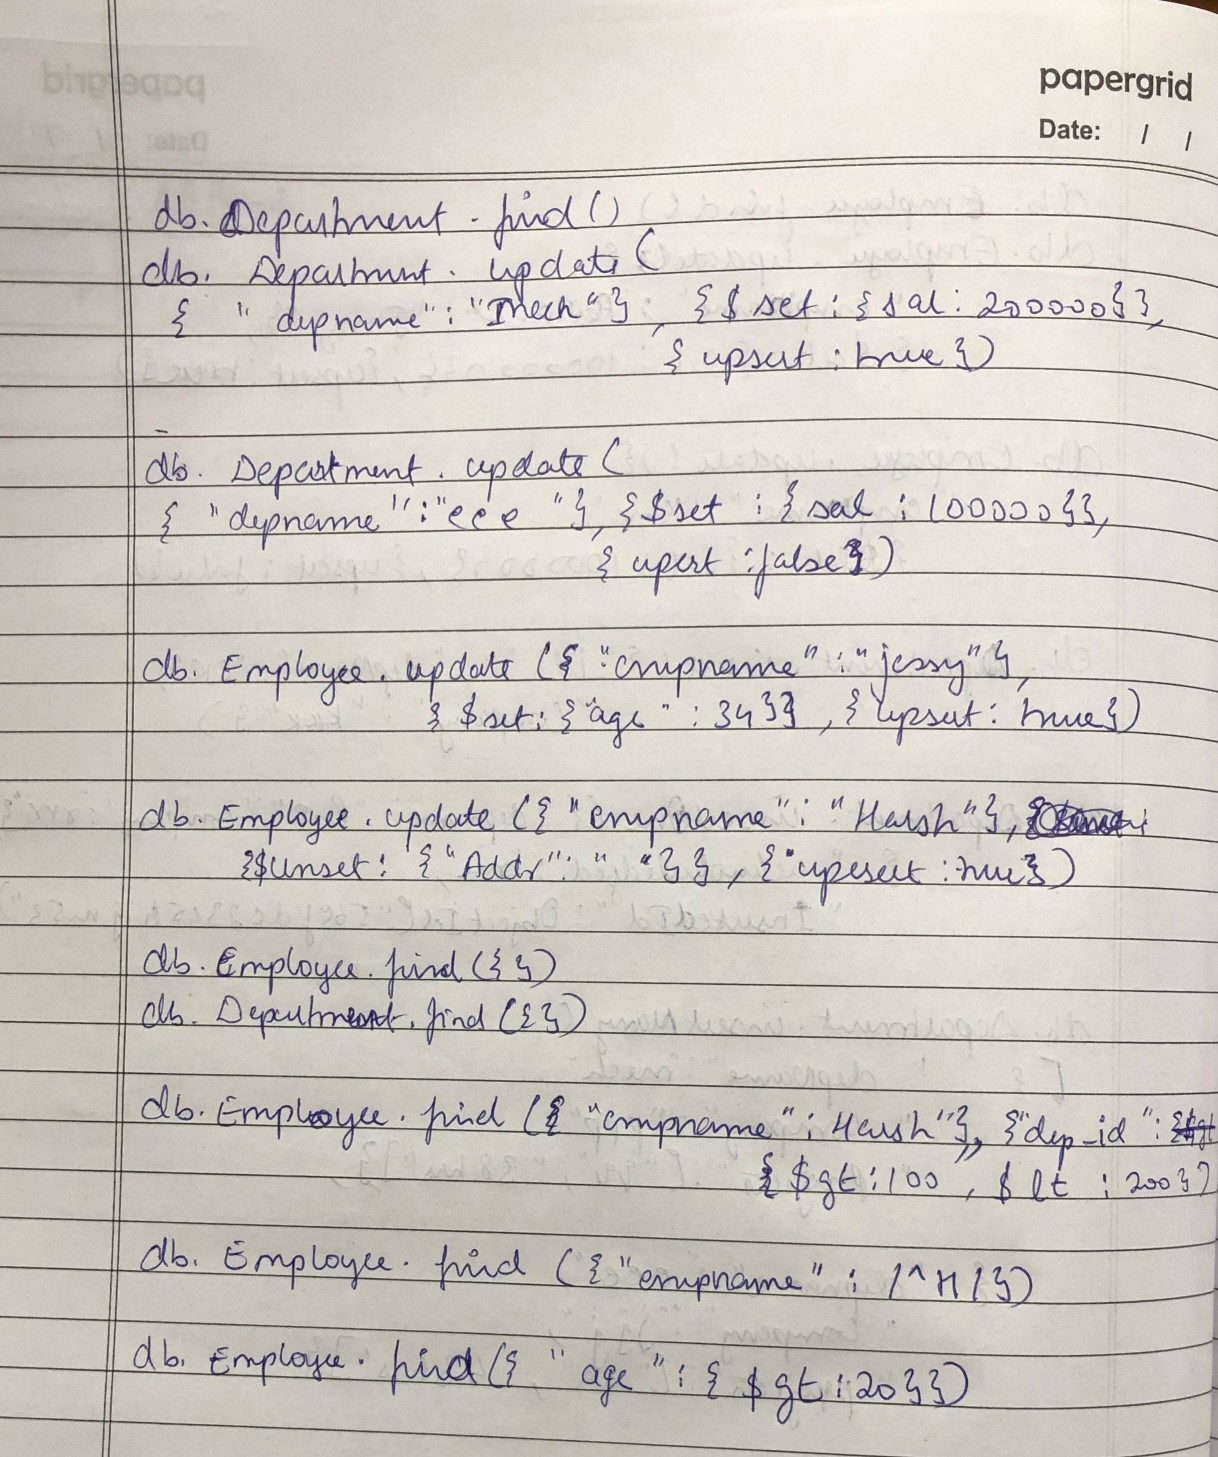 papergrid
Date: / /
db. Department. find()
db. Department. update(
{ "depname": "Mech"}, {$set: {sal: 200000}},
{upsert: true})
db. Department. update(
{ "depname": "eee"}, {$set: {sal: 100000}},
{upert: false})
db. Employee. update ({ "empname": "jessy"},
{$set: {"age": 34}}, {upsert: true})
db. Employee. update ({ "empname": "Harsh"},
{$unset: {"Addr": " "}}, {"upesert: true})
db. Employee. find ({})
db. Department. find ({})
db. Employee. find ({ "empname": Harsh"}, {"dep_id":
{$gt: 100, $lt: 200})
db. Employee. find ({ "empname": /^H/})
db. Employee. find ({ "age": {$gt: 20}})